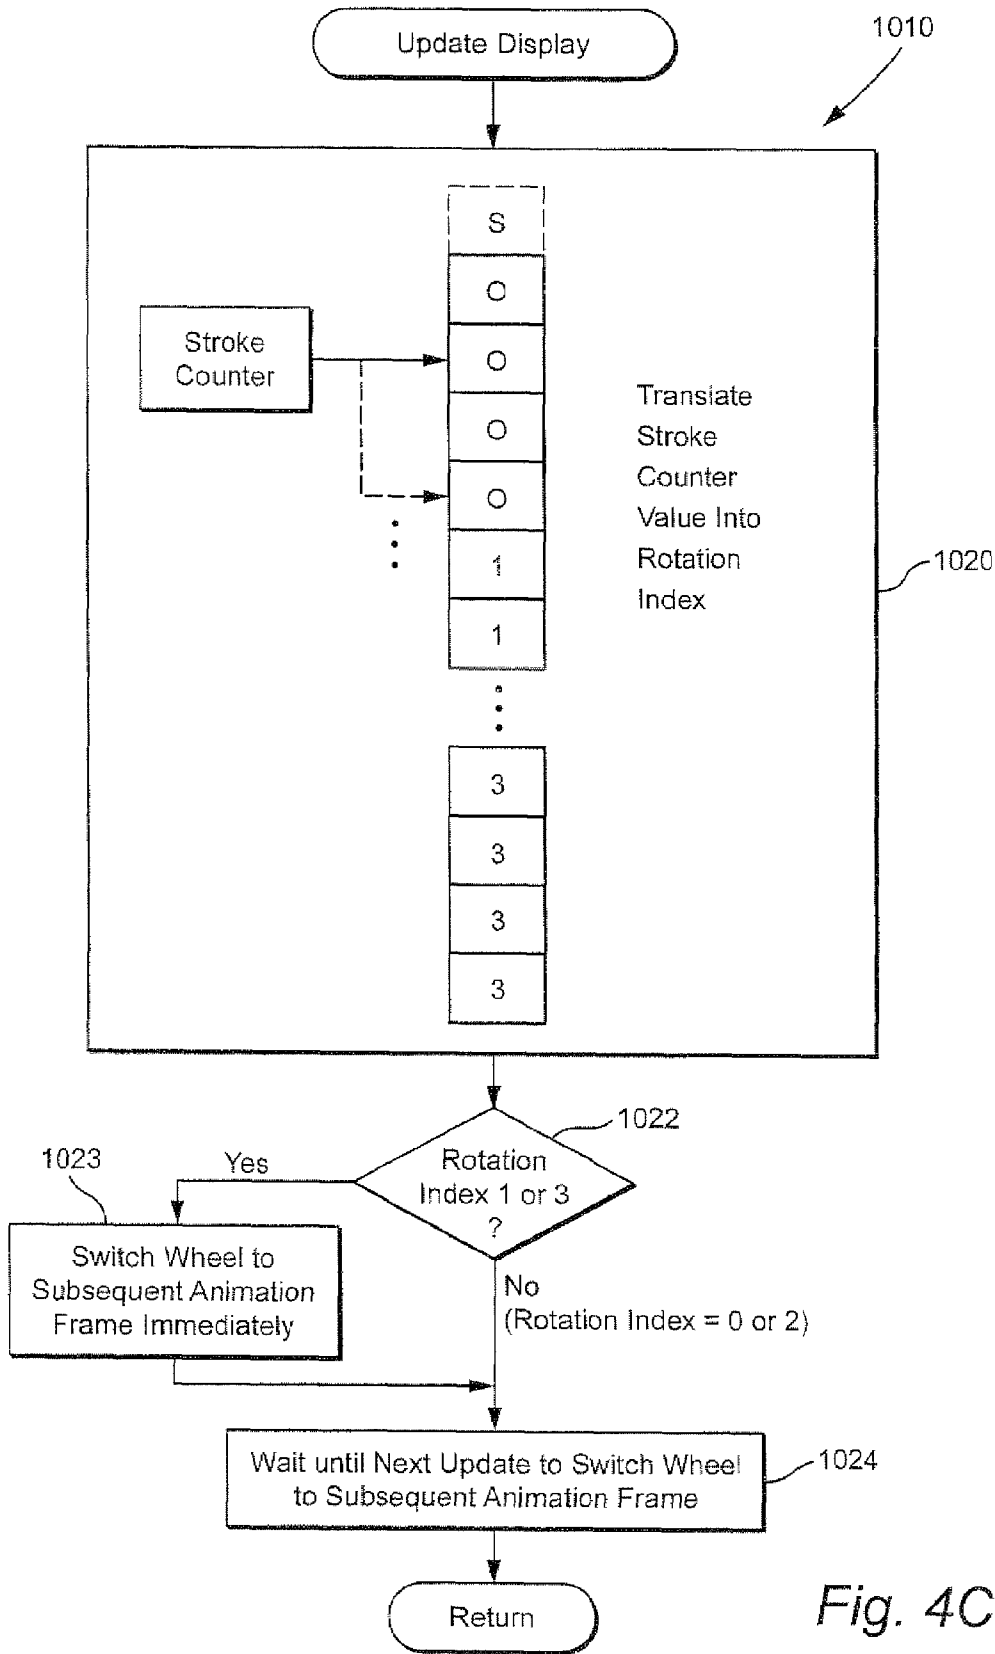 Update Display
1010
S
O
O
O
O
1
1
3
3
3
3
Stroke
Counter
Translate
Stroke
Counter
Value Into
Rotation
Index
1020
1022
Rotation
Index 1 or 3
?
Yes
1023
Switch Wheel to
Subsequent Animation
Frame Immediately
No
(Rotation Index = 0 or 2)
Wait until Next Update to Switch Wheel
to Subsequent Animation Frame
1024
Return
Fig. 4C